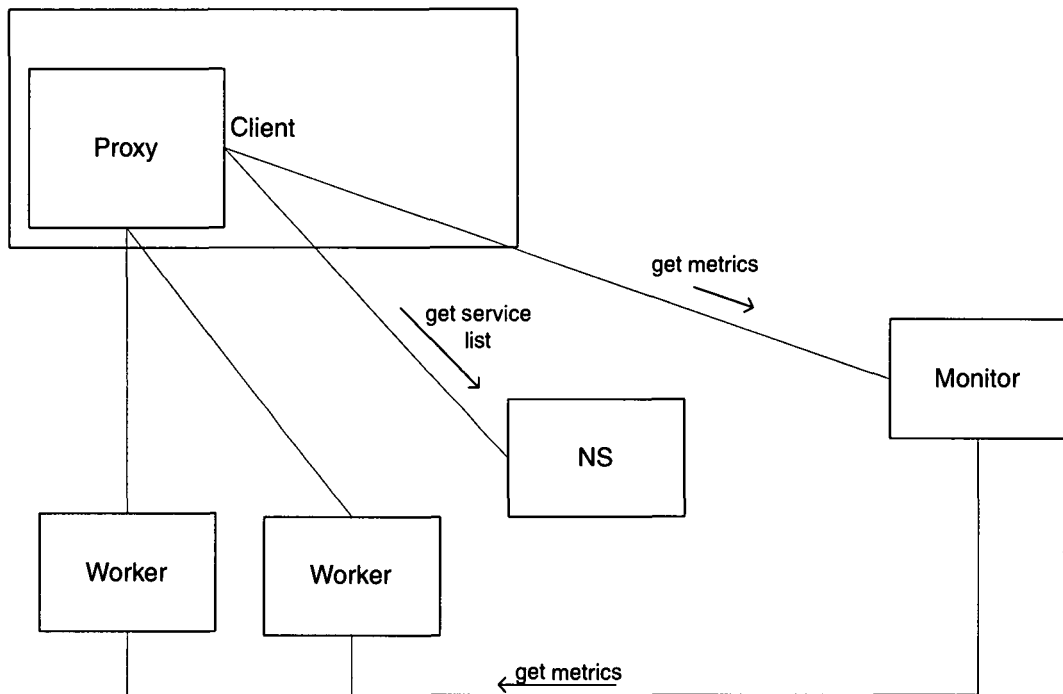 Client
Proxy
get metrics
get service
list
Monitor
NS
Worker
Worker
get metrics